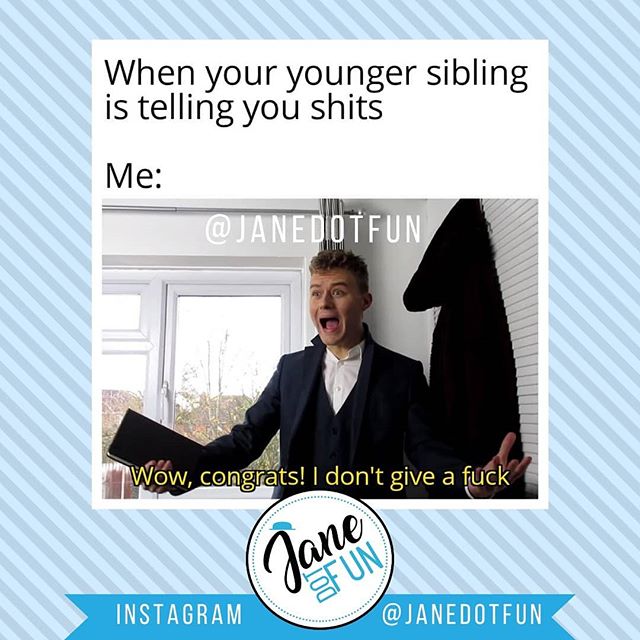 When your younger sibling
is telling you shits
Me:
@JANEDOTFUN
Wow, congrats! I don't give a fuck
Jane
DOT
FUN
INSTAGRAM @JANEDOTFUN